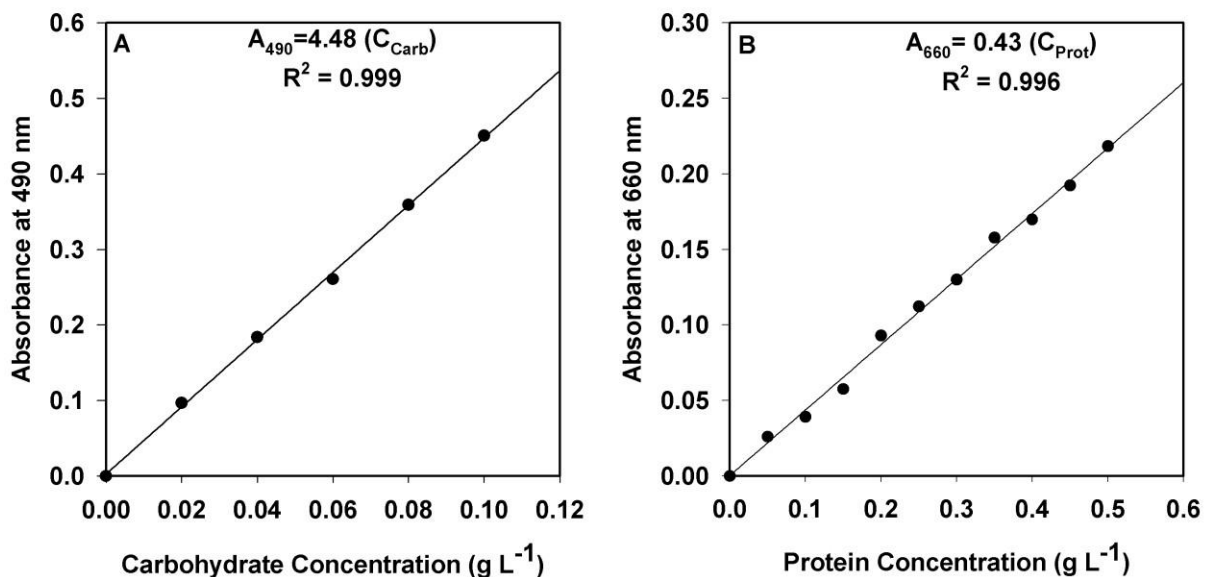 A
A₄₉₀=4.48 (C_Carb)
R² = 0.999
0.6
0.5
0.4
0.3
0.2
0.1
0.0
Absorbance at 490 nm
0.00 0.02 0.04 0.06 0.08 0.10 0.12
Carbohydrate Concentration (g L⁻¹)
B
A₆₆₀= 0.43 (C_Prot)
R² = 0.996
0.30
0.25
0.20
0.15
0.10
0.05
0.00
Absorbance at 660 nm
0.0 0.1 0.2 0.3 0.4 0.5 0.6
Protein Concentration (g L⁻¹)